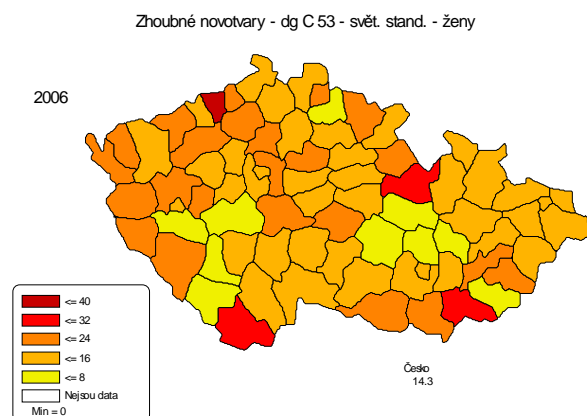 Zhoubné novotvary - dg C 53 - svět. stand. - ženy
2006
<= 40
<= 32
<= 24
<= 16
<= 8
Nejsou data
Min = 0
Česko
14.3